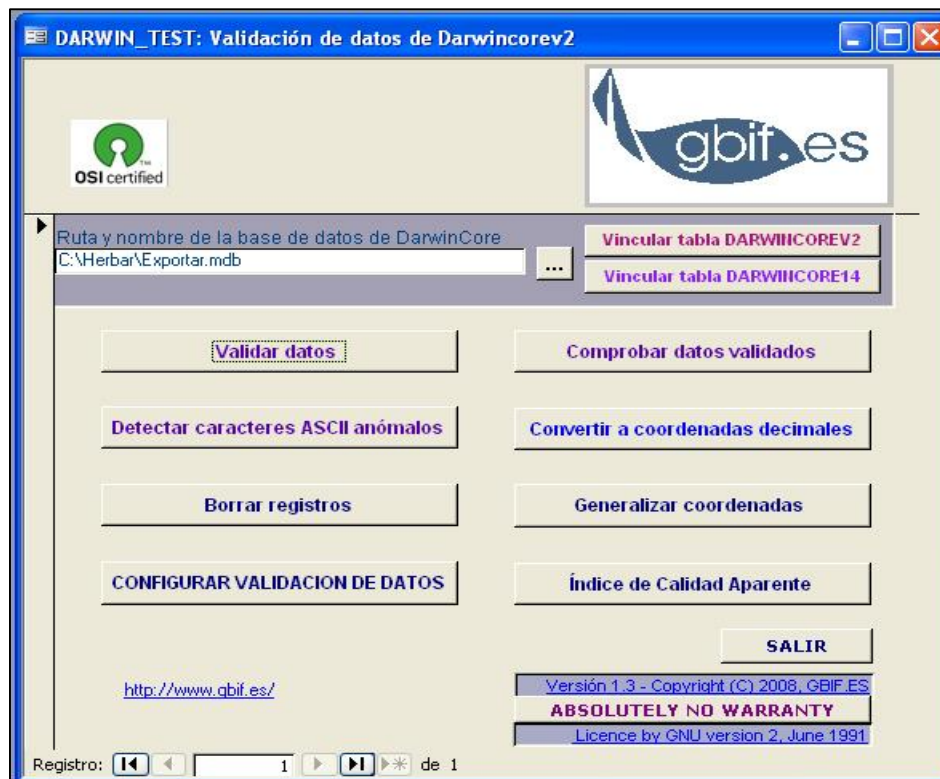 DARWIN_TEST: Validación de datos de Darwincorev2
OSI certified
TM
gbif.es
Ruta y nombre de la base de datos de DarwinCore
C:\Herbar\Exportar.mdb
...
Vincular tabla DARWINCOREV2
Vincular tabla DARWINCORE14
Validar datos
Comprobar datos validados
Detectar caracteres ASCII anómalos
Convertir a coordenadas decimales
Borrar registros
Generalizar coordenadas
CONFIGURAR VALIDACION DE DATOS
Índice de Calidad Aparente
SALIR
http://www.gbif.es/
Versión 1.3 - Copyright (C) 2008, GBIF.ES
ABSOLUTELY NO WARRANTY
Licence by GNU version 2, June 1991
Registro: 1 de 1